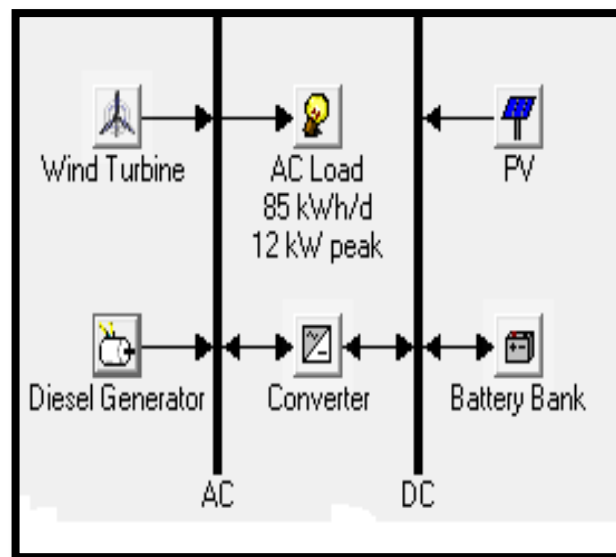 Wind Turbine
AC Load
85 kWh/d
12 kW peak
PV
Diesel Generator
Converter
Battery Bank
AC
DC